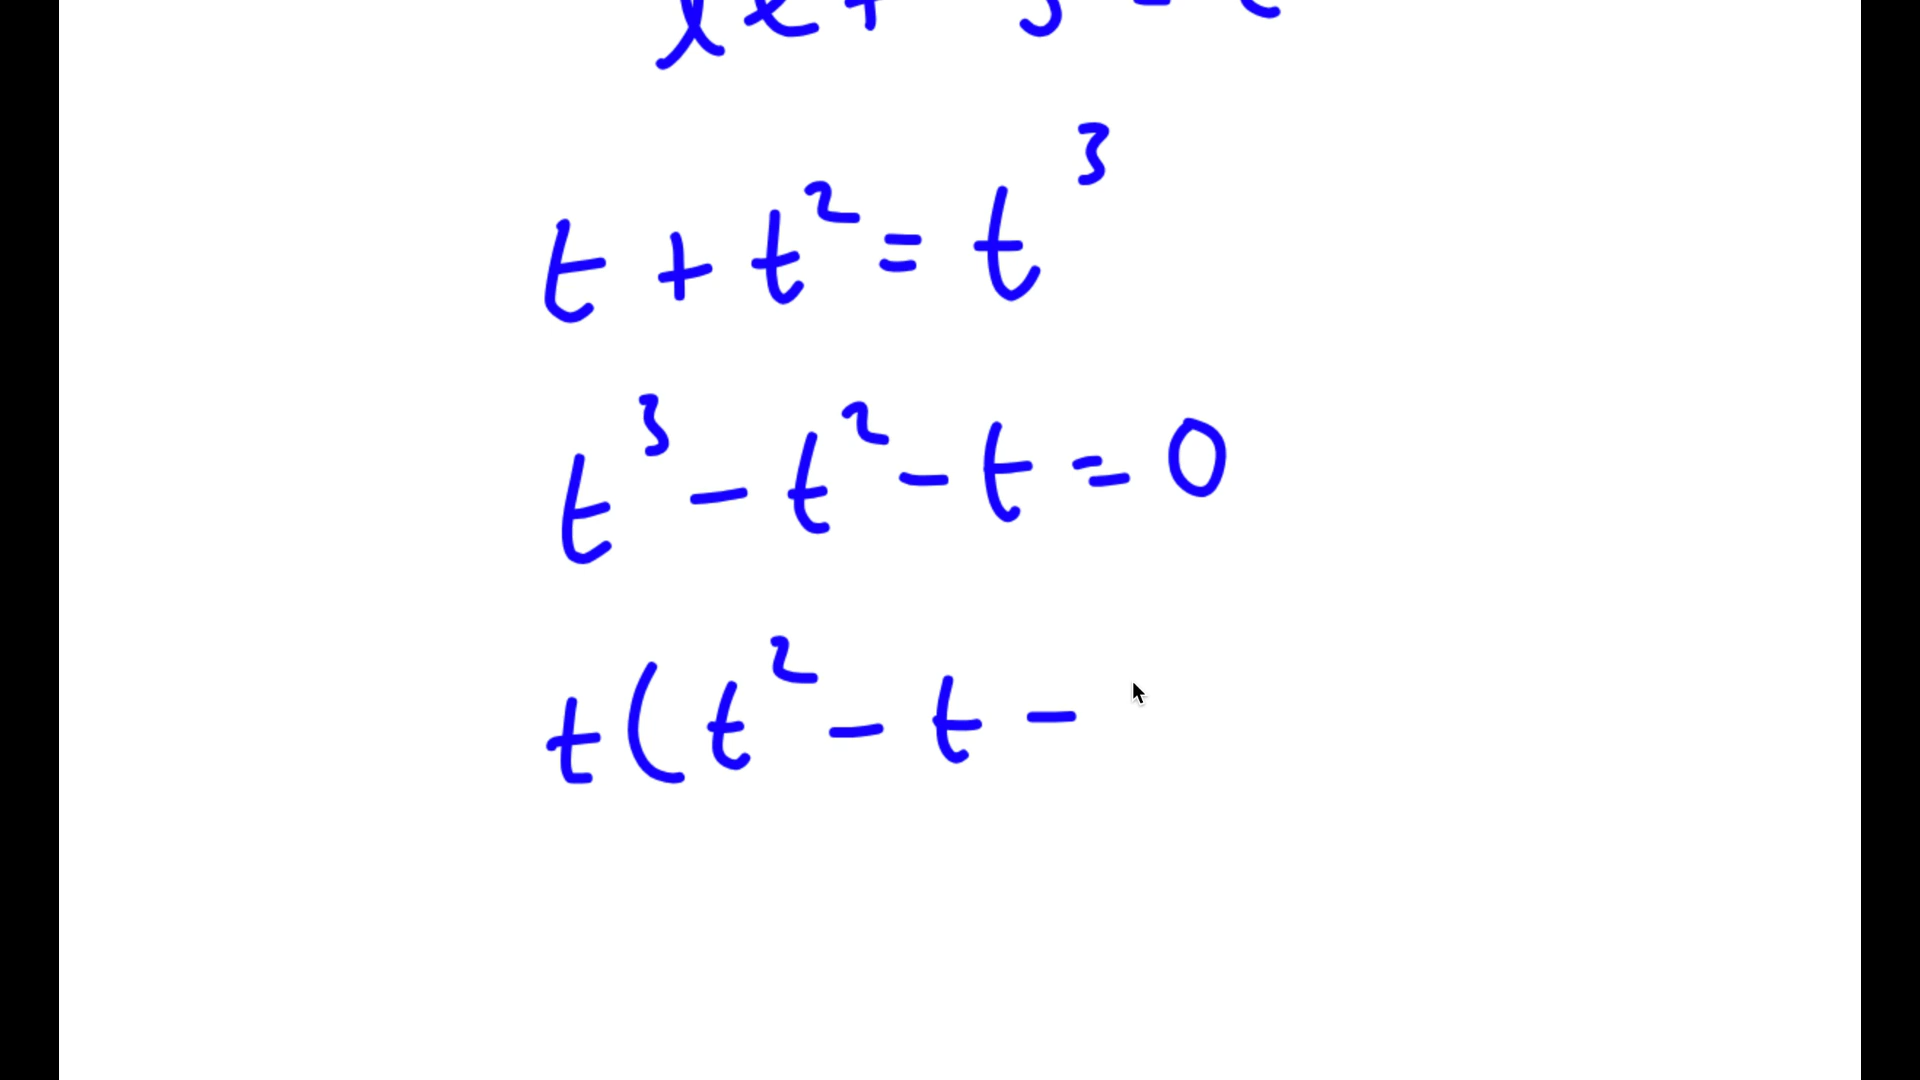 t + t² = t³
t³ - t² - t = 0
t(t² - t -